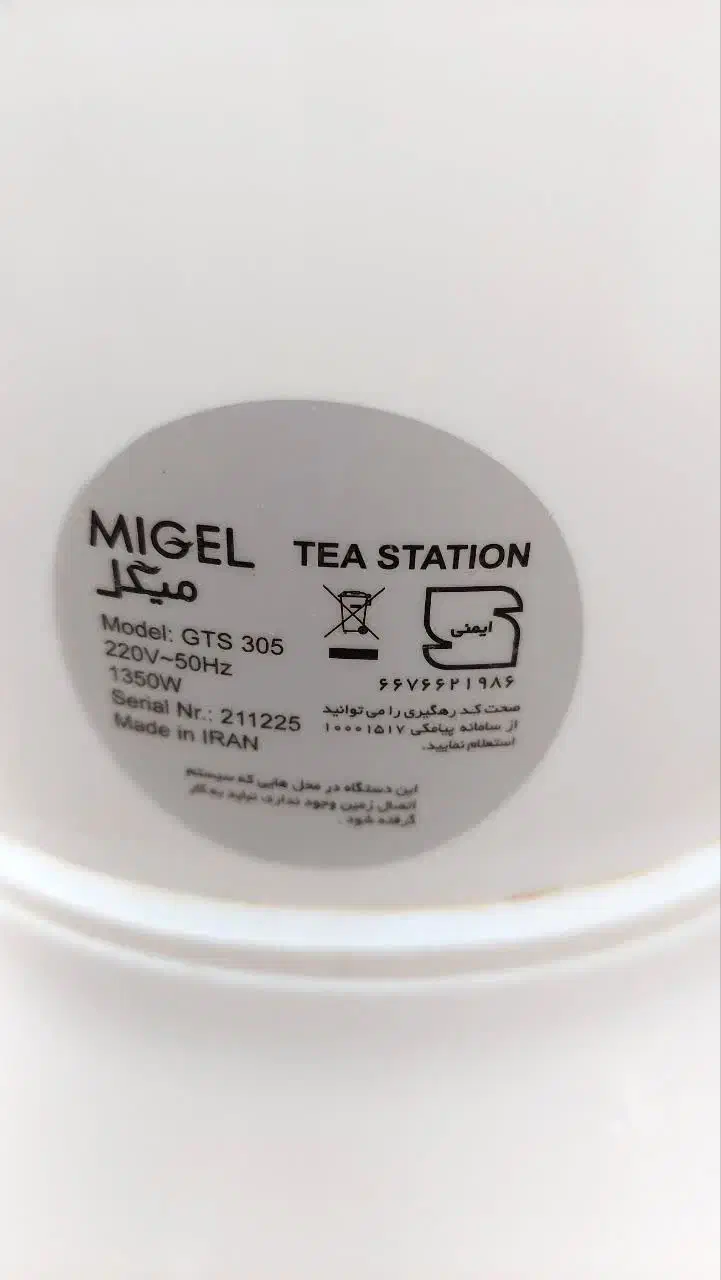 MIGEL
میگل
TEA STATION
Model: GTS 305
220V~50Hz
1350W
Serial Nr.: 211225
Made in IRAN
ایمنی
۶۶۷۶۶۲۱۹۸۶
صحت کد رهگیری را می توانید
از سامانه پیامکی ۱۰۰۰۱۵۱۷
استعلام نمایید.
این دستگاه در محل هایی که سیستم
اتصال زمین وجود ندارد، نباید به کار
گرفته شود .